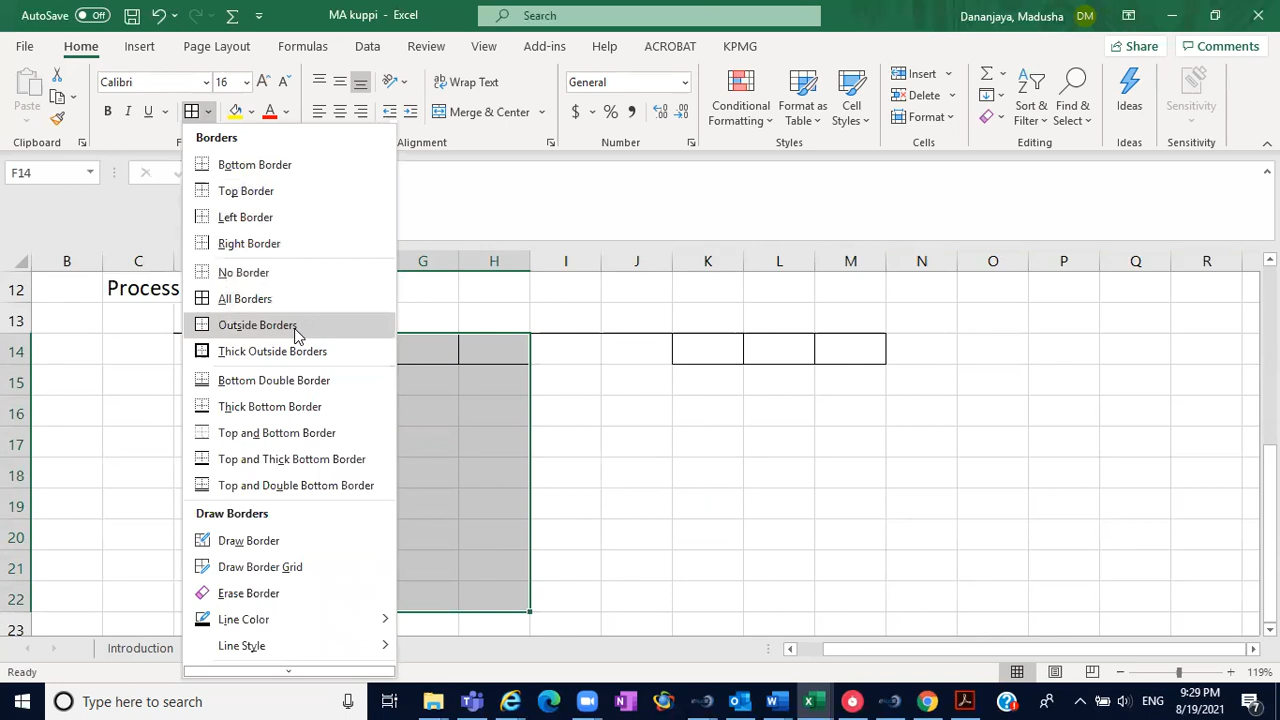 AutoSave Off MA kuppi - Excel Search Dananjaya, Madusha DM
File Home Insert Page Layout Formulas Data Review View Add-ins Help ACROBAT KPMG Share Comments
Paste Calibri 16 Wrap Text General Insert
B I U Merge & Center $ % , Conditional Formatting Format as Table Cell Styles Delete Format Sort & Filter Find & Select Ideas Sensitivity
Clipboard Alignment Number Styles Cells Editing Ideas Sensitivity
F14
Borders
Bottom Border
Top Border
Left Border
Right Border
No Border
All Borders
Outside Borders
Thick Outside Borders
Bottom Double Border
Thick Bottom Border
Top and Bottom Border
Top and Thick Bottom Border
Top and Double Bottom Border
Draw Borders
Draw Border
Draw Border Grid
Erase Border
Line Color
Line Style
B C G H I J K L M N O P Q R
12 Process
13
14
15
16
17
18
19
20
21
22
23
Introduction
Ready 119%
Type here to search ENG 9:29 PM
8/19/2021 7